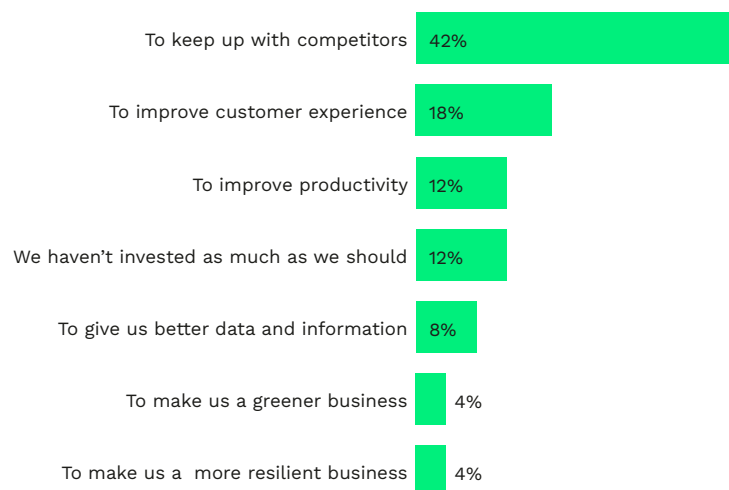 To keep up with competitors 42%
To improve customer experience 18%
To improve productivity 12%
We haven’t invested as much as we should 12%
To give us better data and information 8%
To make us a greener business 4%
To make us a  more resilient business 4%